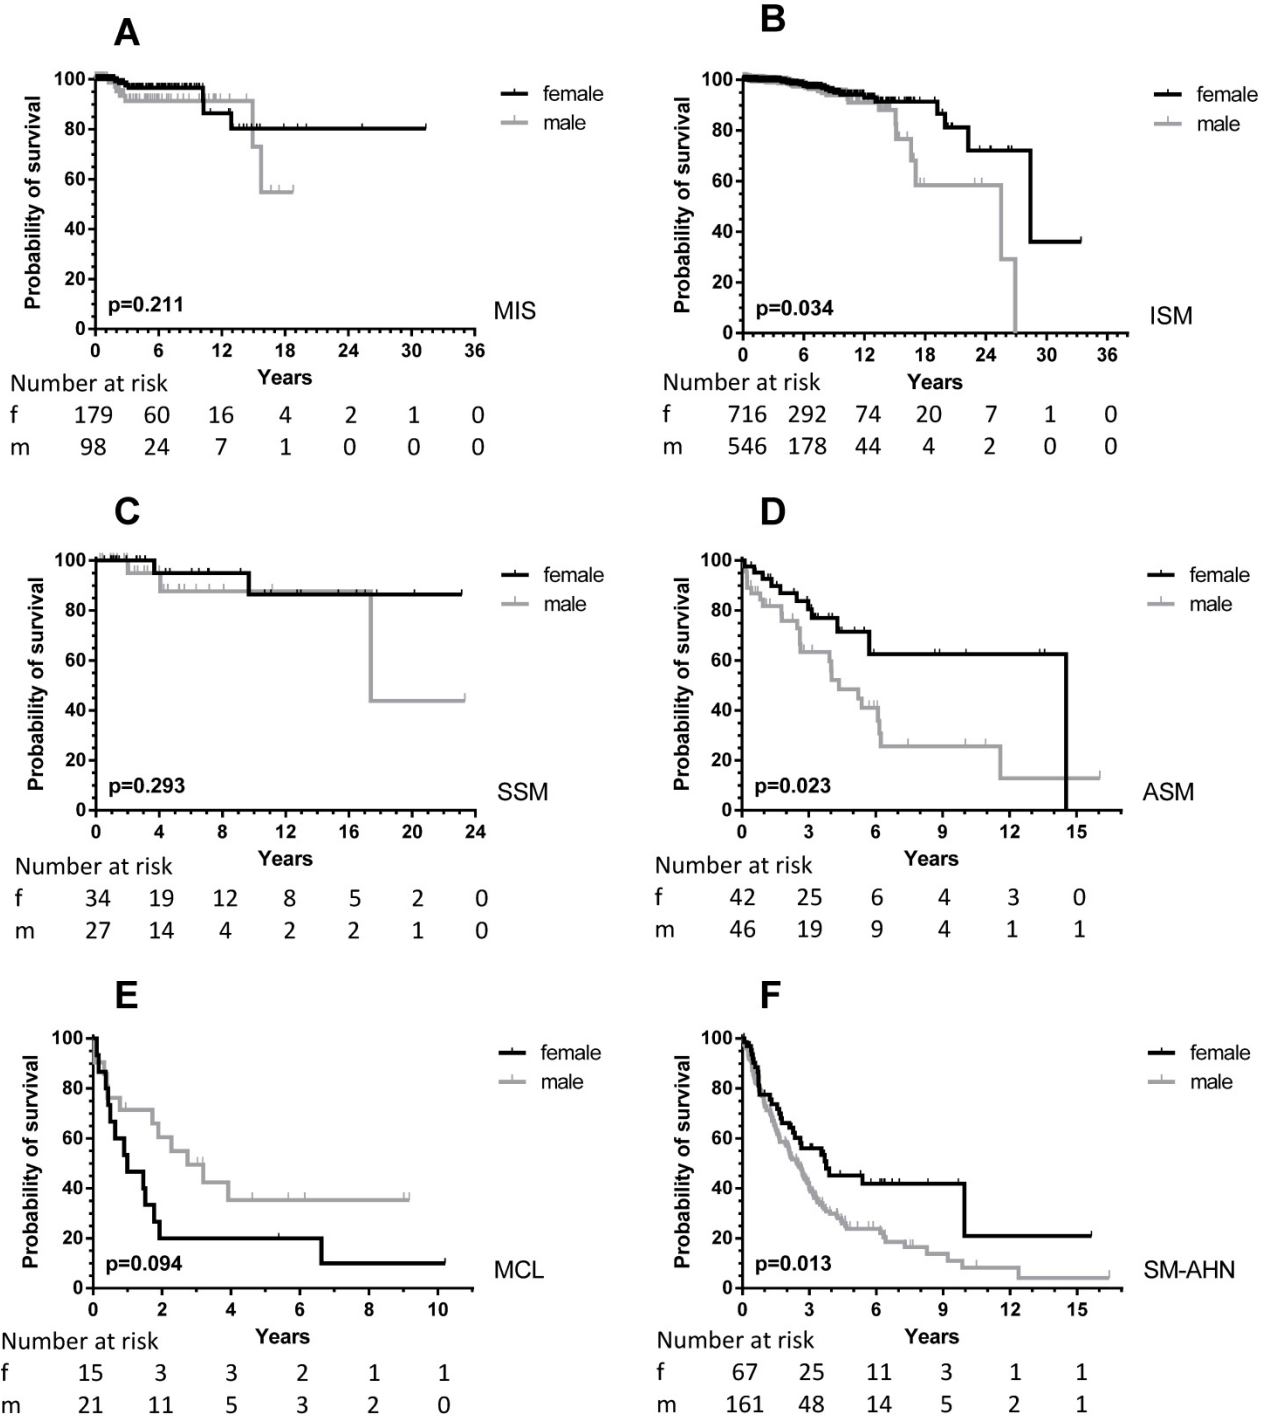 A
Probability of survival
100
80
60
40
20
0
female
male
p=0.211
MIS
0 6 12 18 24 30 36
Years
Number at risk
f 179 60 16 4 2 1 0
m 98 24 7 1 0 0 0
B
Probability of survival
100
80
60
40
20
0
female
male
p=0.034
ISM
0 6 12 18 24 30 36
Years
Number at risk
f 716 292 74 20 7 1 0
m 546 178 44 4 2 0 0
C
Probability of survival
100
80
60
40
20
0
female
male
p=0.293
SSM
0 4 8 12 16 20 24
Years
Number at risk
f 34 19 12 8 5 2 0
m 27 14 4 2 2 1 0
D
Probability of survival
100
80
60
40
20
0
female
male
p=0.023
ASM
0 3 6 9 12 15
Years
Number at risk
f 42 25 6 4 3 0
m 46 19 9 4 1 1
E
Probability of survival
100
80
60
40
20
0
female
male
p=0.094
MCL
0 2 4 6 8 10
Years
Number at risk
f 15 3 3 2 1 1
m 21 11 5 3 2 0
F
Probability of survival
100
80
60
40
20
0
female
male
p=0.013
SM-AHN
0 3 6 9 12 15
Years
Number at risk
f 67 25 11 3 1 1
m 161 48 14 5 2 1